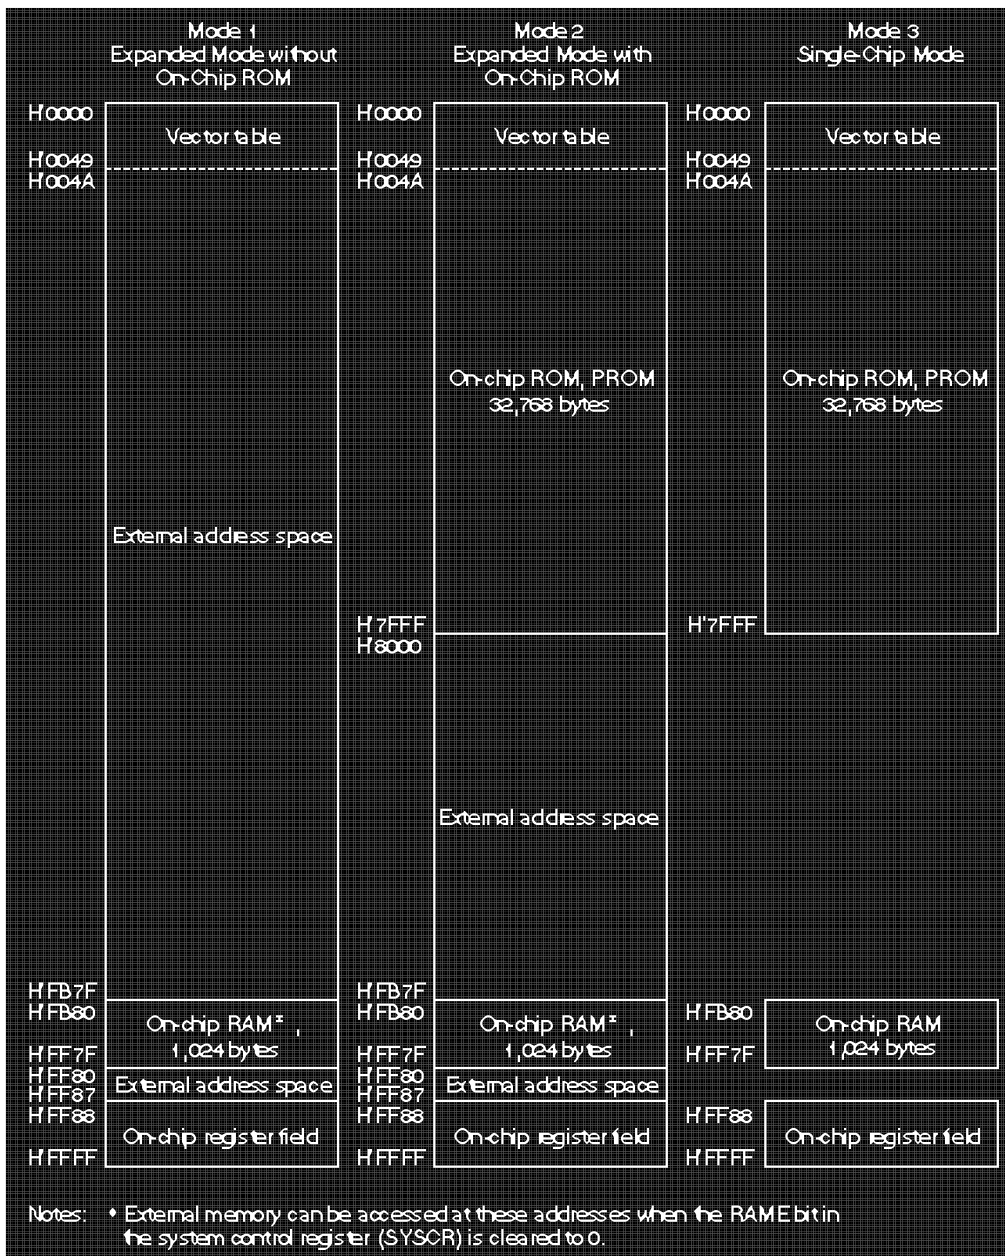 Mode 1
Expanded Mode without
On-Chip ROM
H'0000
Vector table
H'0049
H'004A
External address space
H'FB7F
H'FB80
On-chip RAM*,
1,024 bytes
H'FF7F
H'FF80
External address space
H'FF87
H'FF88
On-chip register field
H'FFFF
Mode 2
Expanded Mode with
On-Chip ROM
H'0000
Vector table
H'0049
H'004A
On-chip ROM, PROM
32,768 bytes
H'7FFF
H'8000
External address space
H'FB7F
H'FB80
On-chip RAM*,
1,024 bytes
H'FF7F
H'FF80
External address space
H'FF87
H'FF88
On-chip register field
H'FFFF
Mode 3
Single-Chip Mode
H'0000
Vector table
H'0049
H'004A
On-chip ROM, PROM
32,768 bytes
H'7FFF
H'FB80
On-chip RAM
1,024 bytes
H'FF7F
H'FF88
On-chip register field
H'FFFF
Notes: * External memory can be accessed at these addresses when the RAME bit in
the system control register (SYSCR) is cleared to 0.